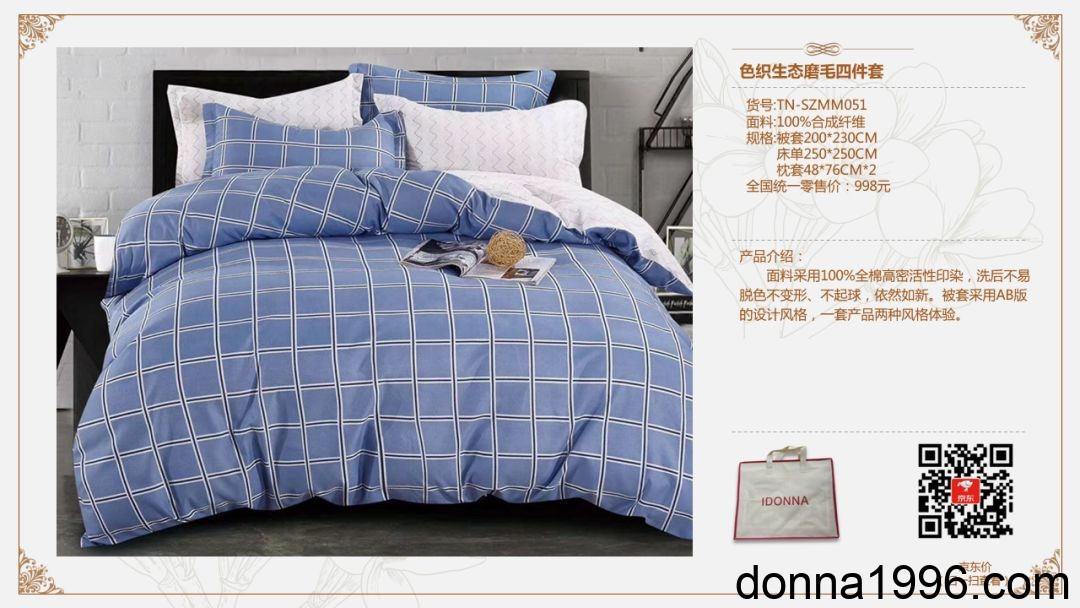 色织生态磨毛四件套
货号:TN-SZMM051
面料:100%合成纤维
规格:被套200*230CM
床单250*250CM
枕套48*76CM*2
全国统一零售价：998元
产品介绍：
面料采用100%全棉高密活性印染，洗后不易
脱色不变形、不起球，依然如新。被套采用AB版
的设计风格，一套产品两种风格体验。
IDONNA
京东
京东价
扫查看
donna1996.com